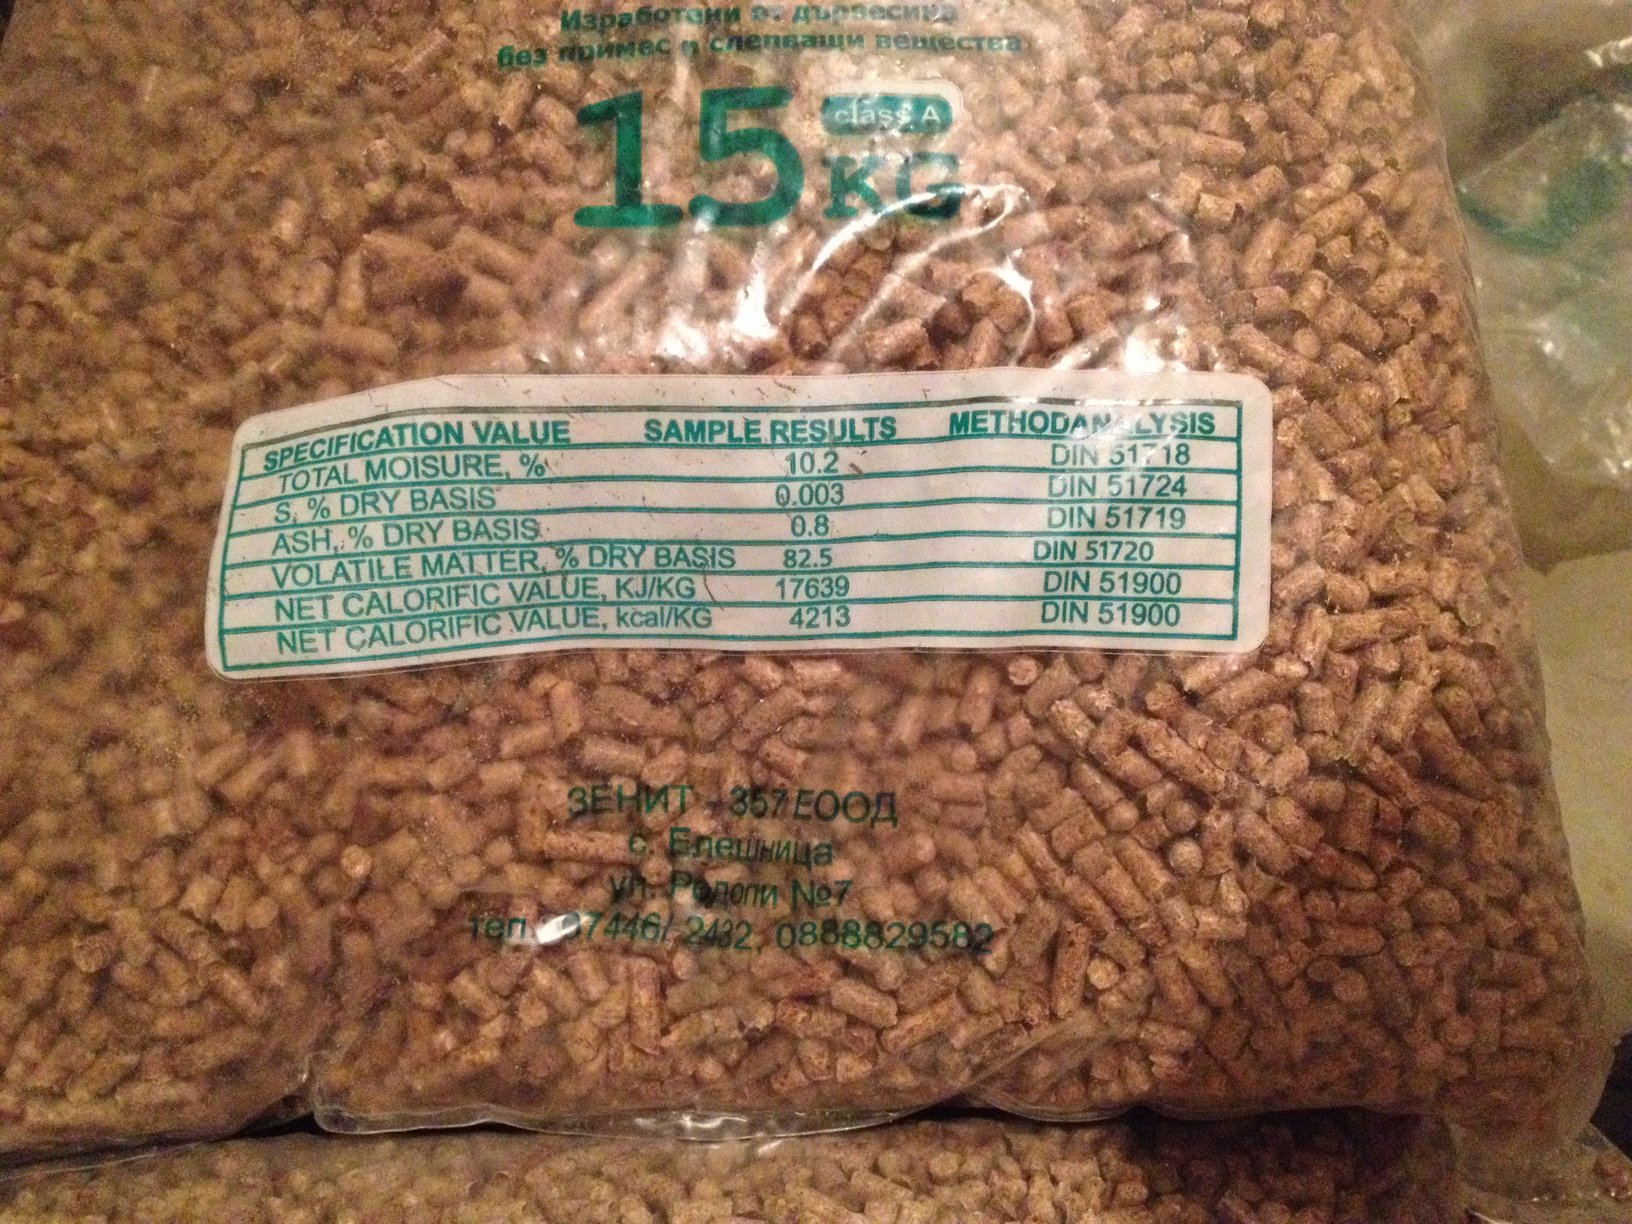 Изработени от дървесина
без примес и слепващи вещества
15 KG class A
SPECIFICATION VALUE SAMPLE RESULTS METHODANALYSIS
TOTAL MOISURE, % 10.2 DIN 51718
S, % DRY BASIS 0.003 DIN 51724
ASH, % DRY BASIS 0.8 DIN 51719
VOLATILE MATTER, % DRY BASIS 82.5 DIN 51720
NET CALORIFIC VALUE, KJ/KG 17639 DIN 51900
NET CALORIFIC VALUE, kcal/KG 4213 DIN 51900
ЗЕНИТ - 357 ЕООД
с. Елешница
ул. Родопи №7
тел. 07446/ 2432, 0888829582